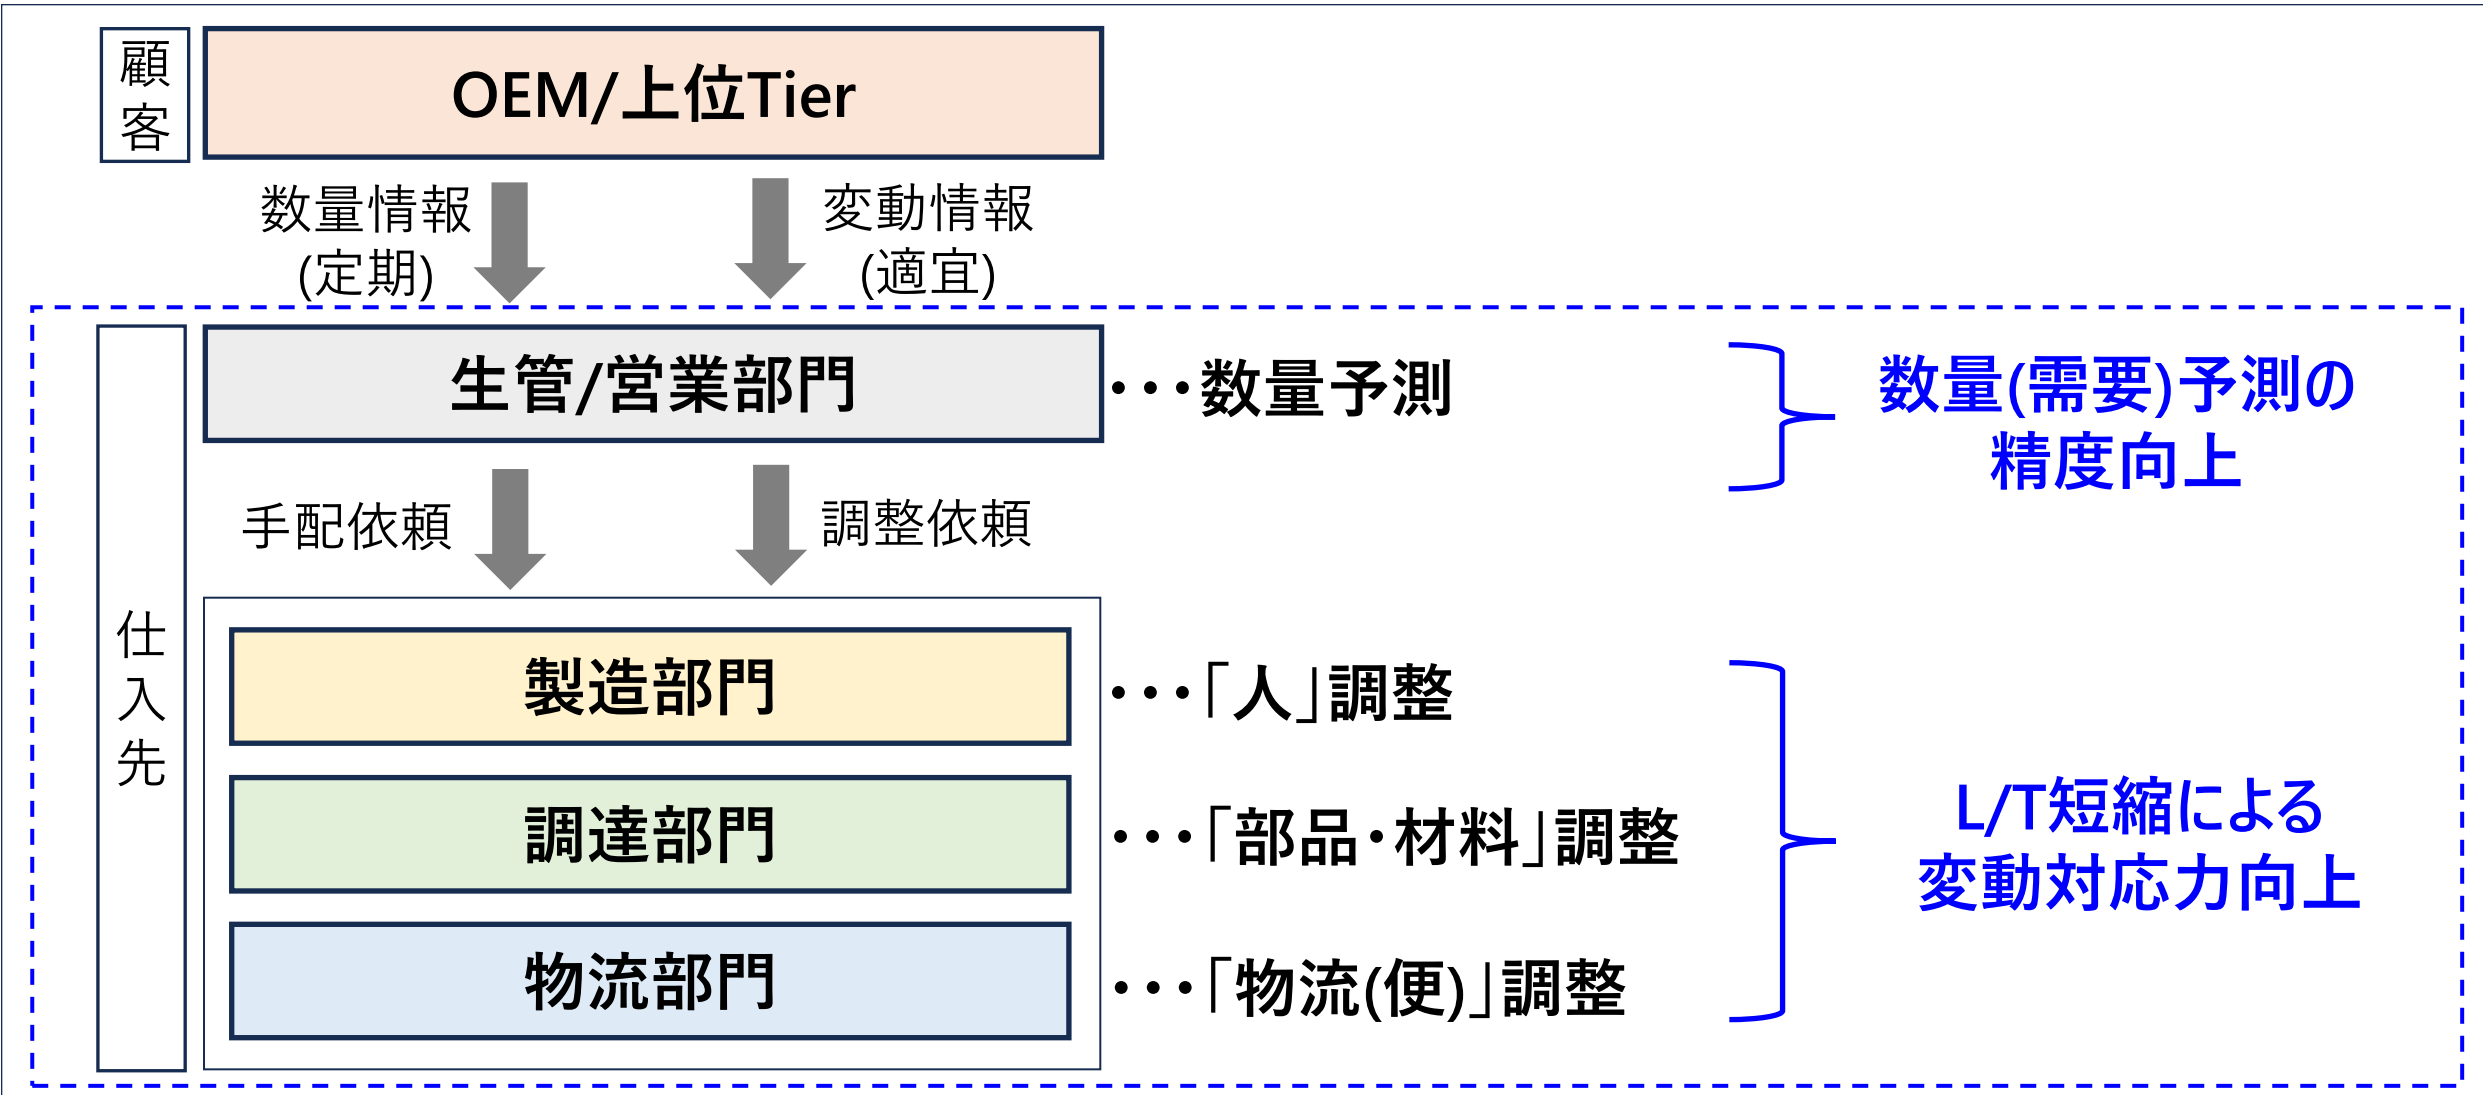 顧客
OEM/上位Tier
数量情報
(定期)
変動情報
(適宜)
仕入先
生管/営業部門
・・・数量予測
数量(需要)予測の
精度向上
手配依頼
調整依頼
製造部門
・・・「人」調整
調達部門
・・・「部品・材料」調整
物流部門
・・・「物流(便)」調整
L/T短縮による
変動対応力向上